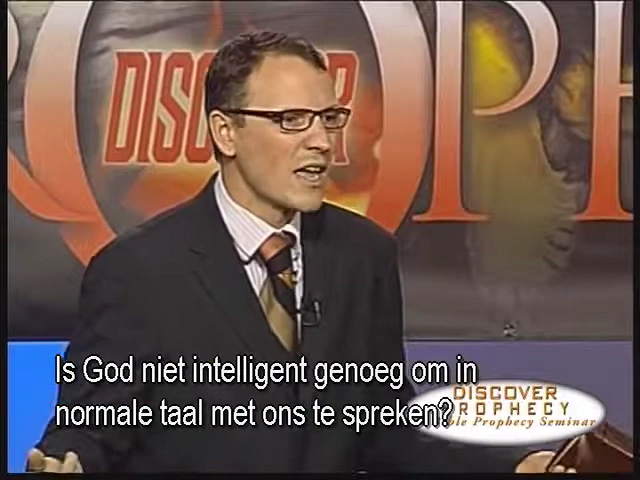 DISCOVER
PROPH
Is God niet intelligent genoeg om in
normale taal met ons te spreken?
DISCOVER
PROPHECY
Bible Prophecy Seminar